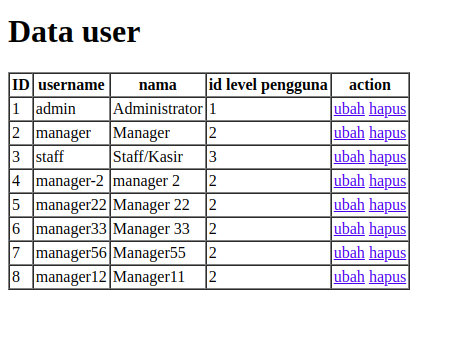 Data user
ID username nama id level pengguna action
1 admin Administrator 1 ubah hapus
2 manager Manager 2 ubah hapus
3 staff Staff/Kasir 3 ubah hapus
4 manager-2 manager 2 2 ubah hapus
5 manager22 Manager 22 2 ubah hapus
6 manager33 Manager 33 2 ubah hapus
7 manager56 Manager55 2 ubah hapus
8 manager12 Manager11 2 ubah hapus